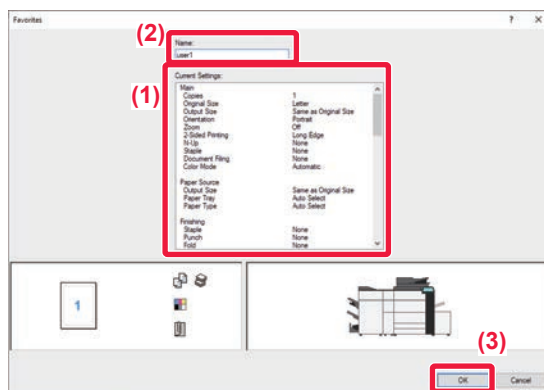 Favorites ? X
(2)
Name:
user1
(1)
Current Settings:
Main
Copies 1
Original Size Letter
Output Size Same as Original Size
Orientation Portrait
Zoom Off
2-Sided Printing Long Edge
N-Up None
Staple None
Document Filing None
Color Mode Automatic
Paper Source
Output Size Same as Original Size
Paper Tray Auto Select
Paper Type Auto Select
Finishing
Staple None
Punch None
Fold None
1
(3)
OK Cancel